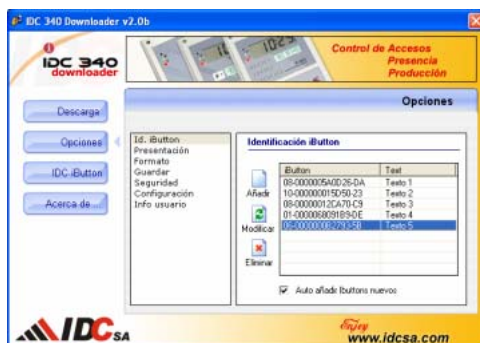 IDC 340 Downloader v2.0b
IDC 340
downloader
Control de Accesos
Presencia
Producción
Opciones
Descarga
Opciones
IDC iButton
Acerca de ...
Id. iButton
Presentación
Formato
Guardar
Seguridad
Configuración
Info usuario
Identificación iButton
Añadir
Modificar
Eliminar
iButton Text
08-0000005A0D26-DA Texto 1
10-000000015D50-23 Texto 2
08-00000012CA70-C9 Texto 3
01-000006809189-DE Texto 4
Texto 5
Auto añadir Ibuttons nuevos
IDC SA
Enjoy
www.idcsa.com